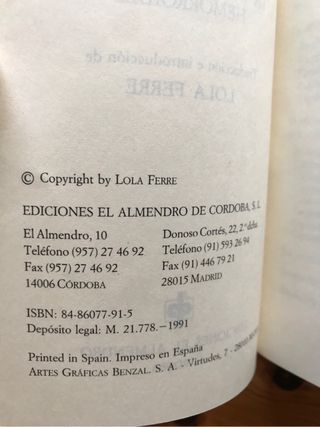 © Copyright by LOLA FERRE
EDICIONES EL ALMENDRO DE CORDOBA, S. L.
El Almendro, 10
Teléfono (957) 27 46 92
Fax (957) 27 46 92
14006 CÓRDOBA
Donoso Cortés, 22, 2.º dcha
Teléfono (91) 593 26 94
Fax (91) 446 79 21
28015 MADRID
ISBN: 84-86077-91-5
Depósito legal: M. 21.778.-1991
Printed in Spain. Impreso en España
ARTES GRÁFICAS BENZAL. S. A. - Virtudes, 7 - 28010
Traducción e introducción de
LOLA FERRE